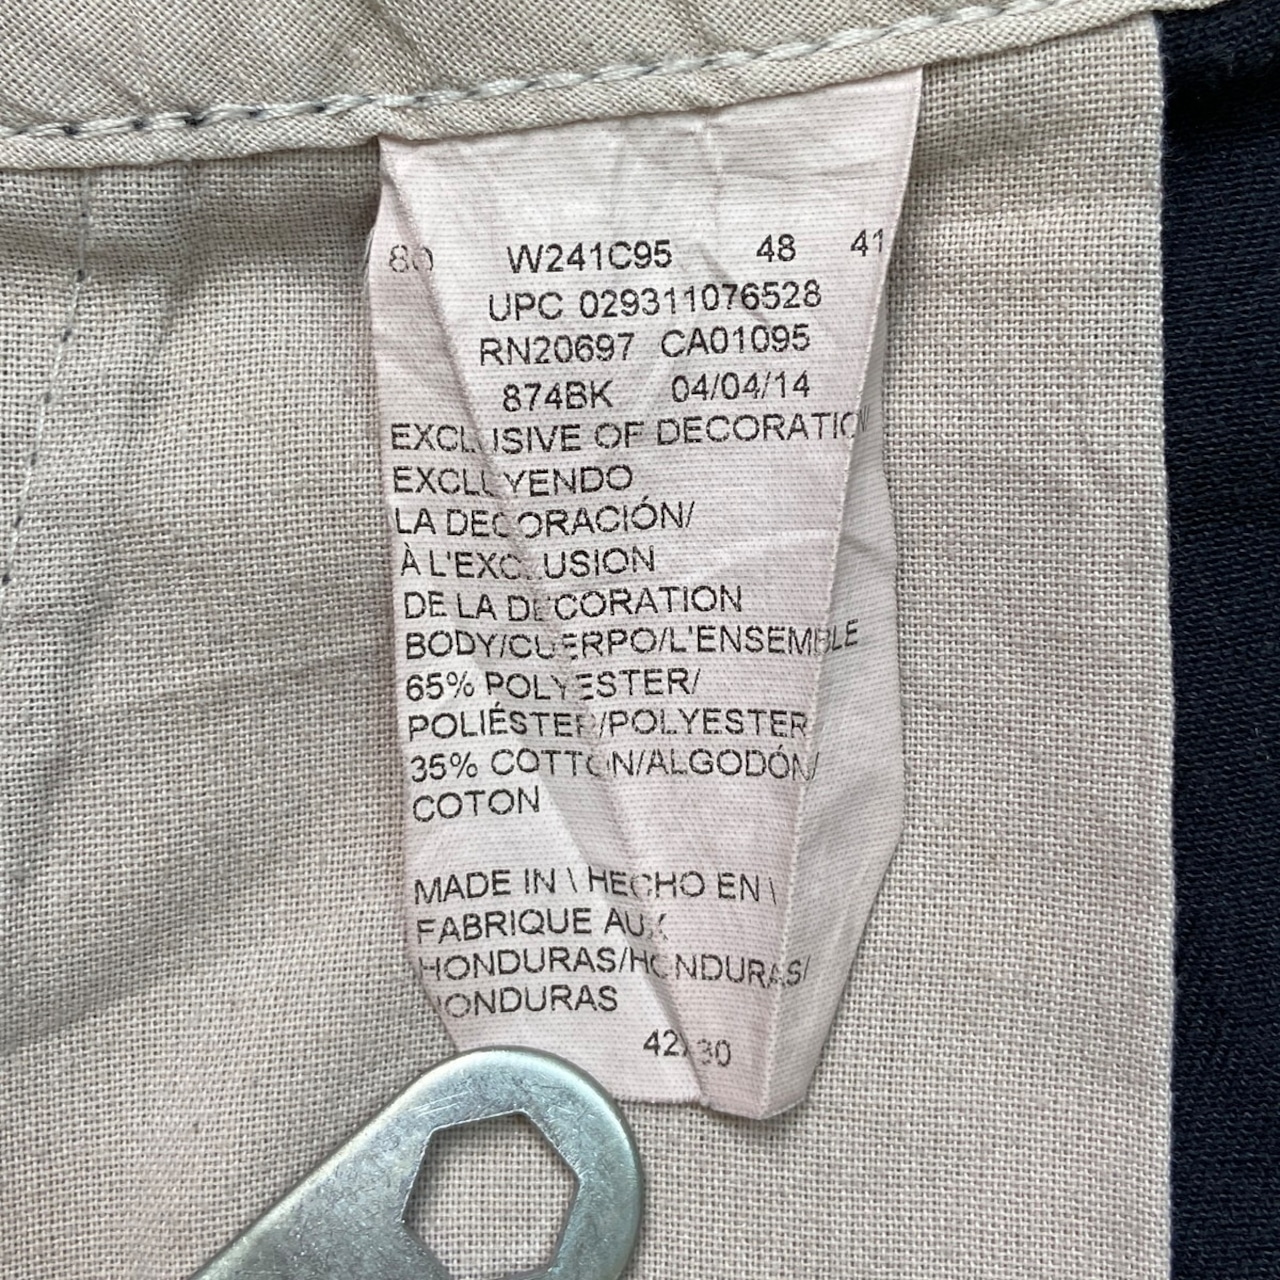 80 W241C95 48 41
UPC 029311076528
RN20697 CA01095
874BK 04/04/14
EXCLUSIVE OF DECORATION/
EXCLUYENDO
LA DECORACIÓN/
À L'EXCLUSION
DE LA DECORATION
BODY/CUERPO/L'ENSEMBLE
65% POLYESTER/
POLIÉSTER/POLYESTER
35% COTTON/ALGODÓN/
COTON
MADE IN \ HECHO EN \
FABRIQUE AUX
HONDURAS/HONDURAS/
HONDURAS
42X30